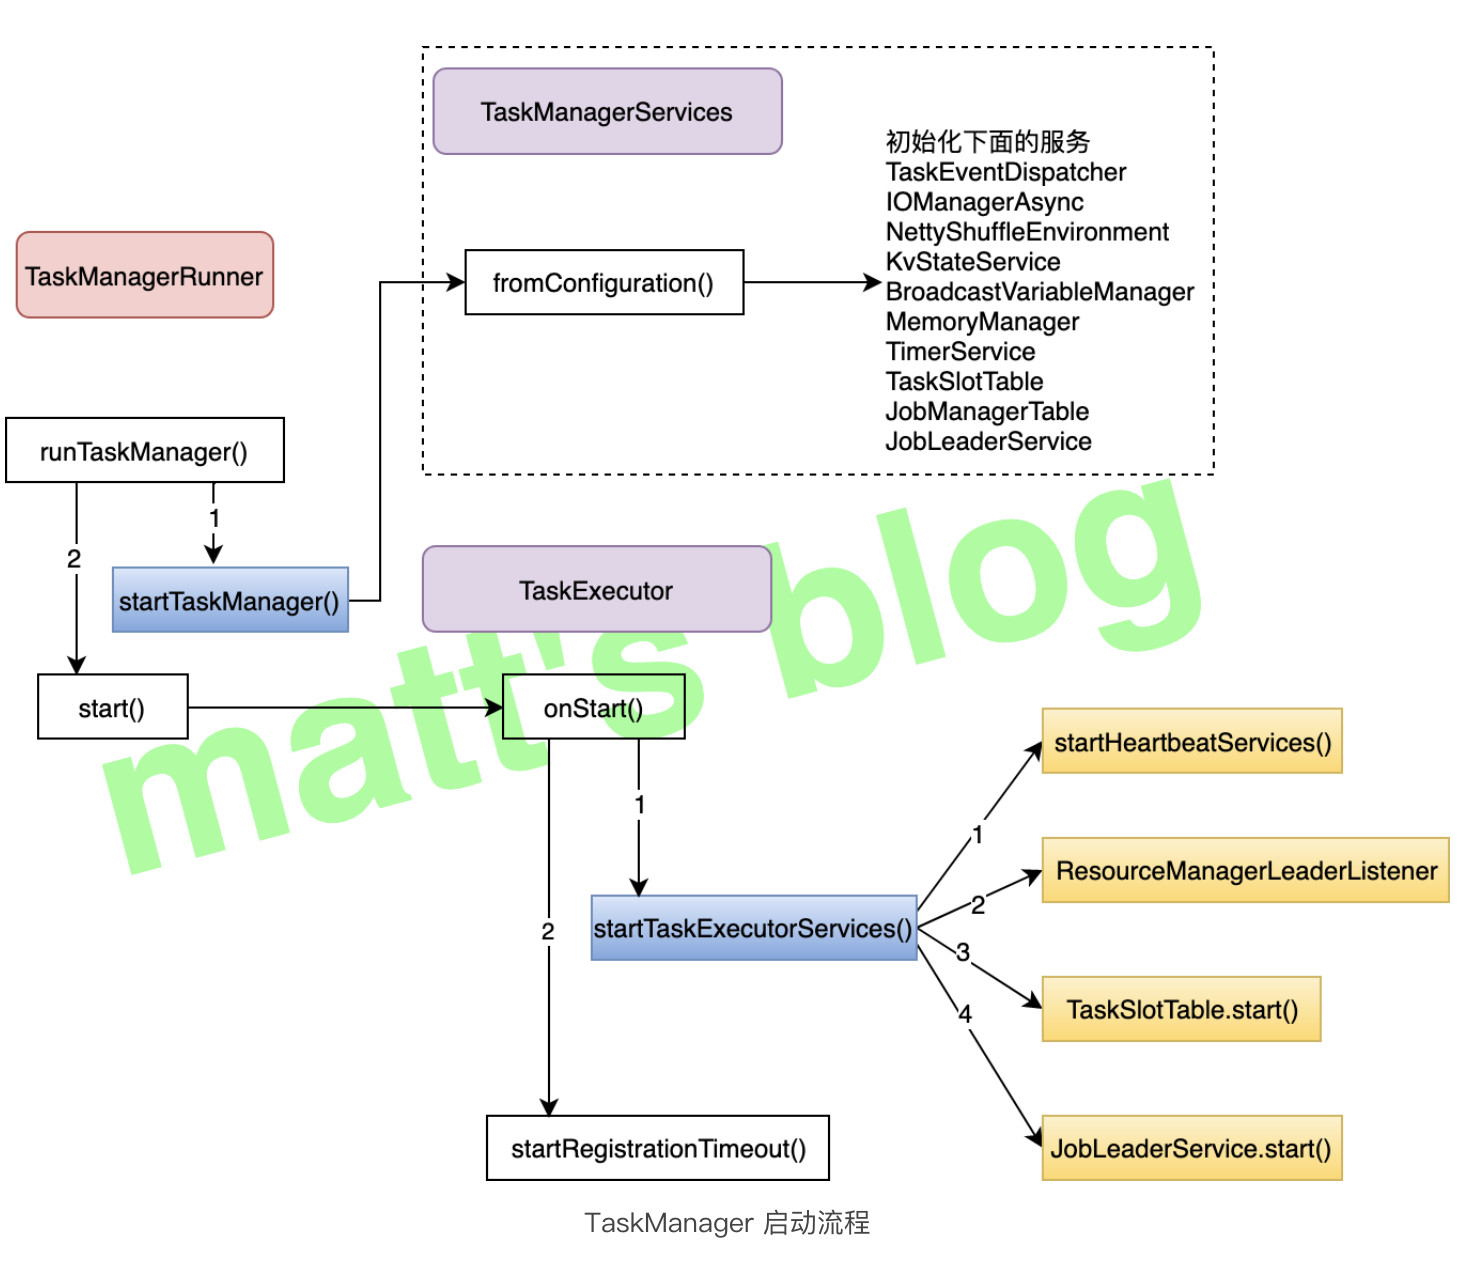 TaskManagerServices
初始化下面的服务
TaskEventDispatcher
IOManagerAsync
NettyShuffleEnvironment
KvStateService
BroadcastVariableManager
MemoryManager
TimerService
TaskSlotTable
JobManagerTable
JobLeaderService
fromConfiguration()
TaskManagerRunner
runTaskManager()
1
2
startTaskManager()
TaskExecutor
start()
onStart()
1
2
startTaskExecutorServices()
1
2
3
4
startHeartbeatServices()
ResourceManagerLeaderListener
TaskSlotTable.start()
JobLeaderService.start()
startRegistrationTimeout()
matt's blog
TaskManager 启动流程